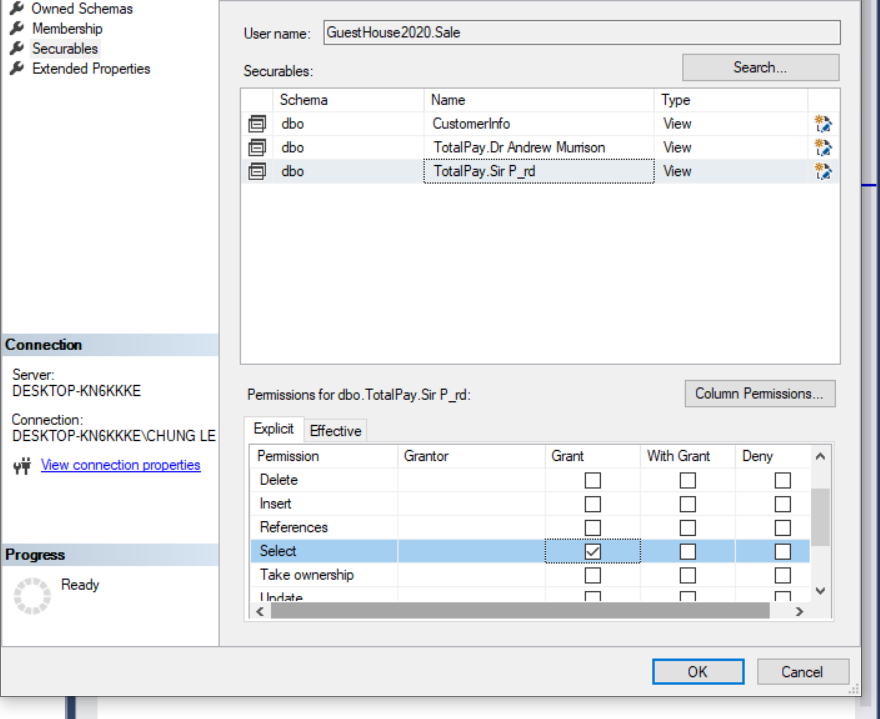 Owned Schemas
Membership
Securables
Extended Properties
User name: GuestHouse2020.Sale
Securables: Search...
Schema Name Type
dbo CustomerInfo View
dbo TotalPay.Dr Andrew Murrison View
dbo TotalPay.Sir P_rd View
Connection
Server:
DESKTOP-KN6KKKE
Connection:
DESKTOP-KN6KKKE\CHUNG LE
View connection properties
Progress
Ready
Permissions for dbo.TotalPay.Sir P_rd: Column Permissions...
Explicit Effective
Permission Grantor Grant With Grant Deny
Delete
Insert
References
Select
Take ownership
Update
OK Cancel